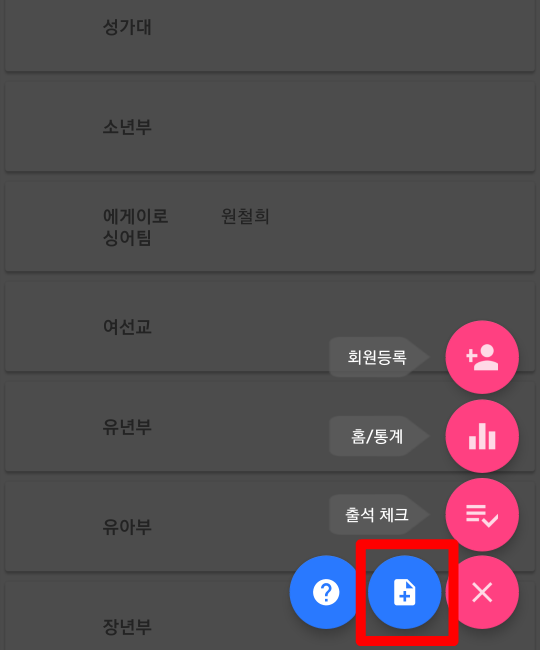 성가대
소년부
에게이로 원철희
싱어팀
여선교
회원등록
유년부
홈/통계
유아부
출석 체크
장년부